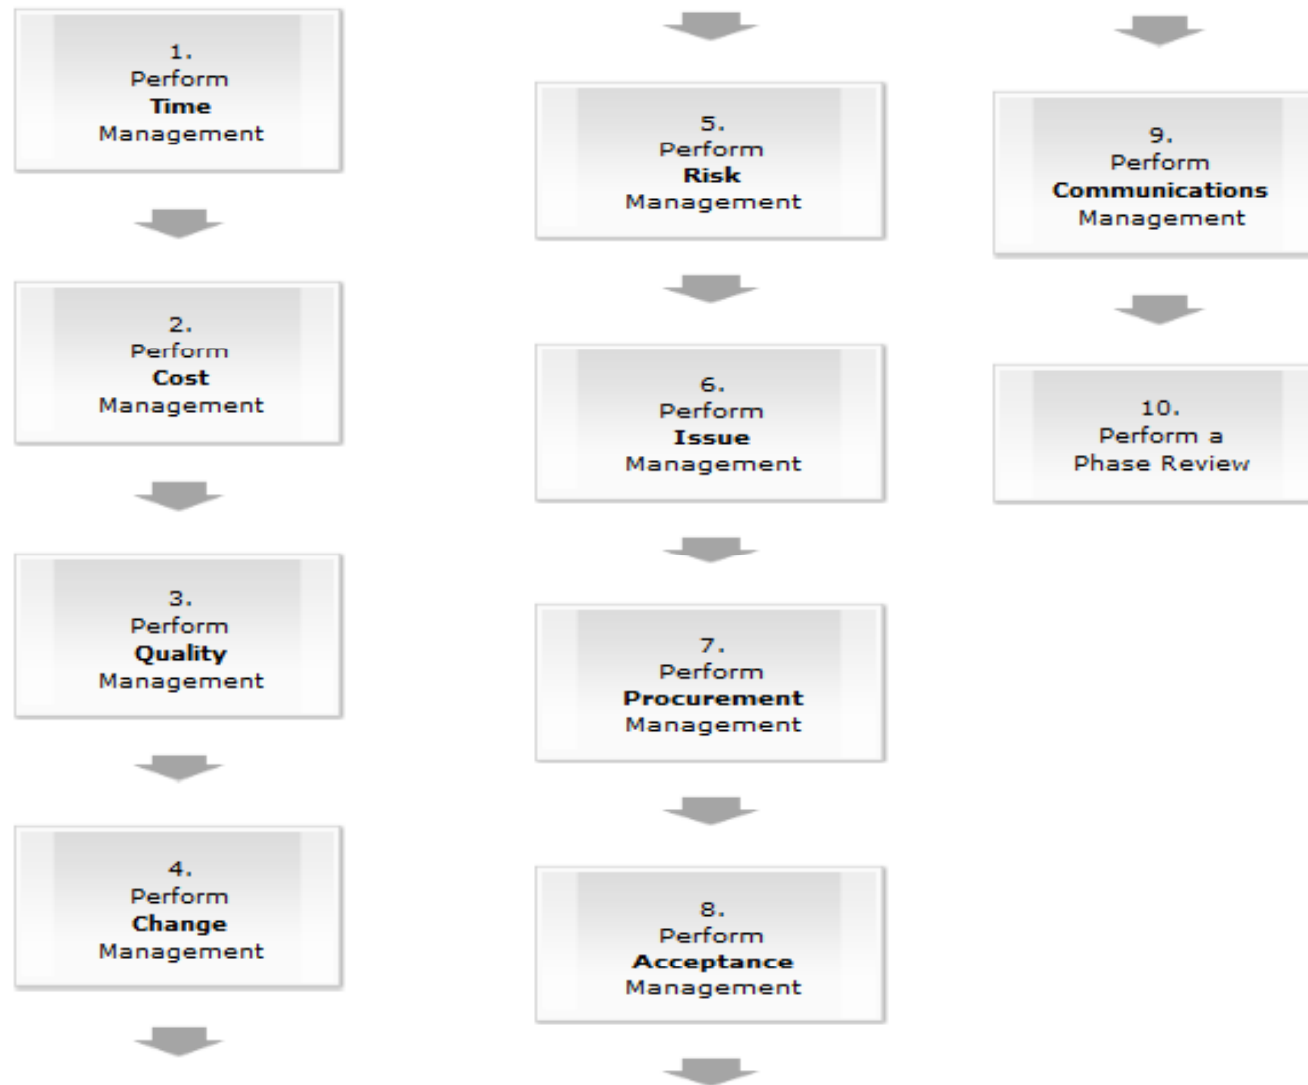 1.
Perform
Time
Management
2.
Perform
Cost
Management
3.
Perform
Quality
Management
4.
Perform
Change
Management
5.
Perform
Risk
Management
6.
Perform
Issue
Management
7.
Perform
Procurement
Management
8.
Perform
Acceptance
Management
9.
Perform
Communications
Management
10.
Perform a
Phase Review